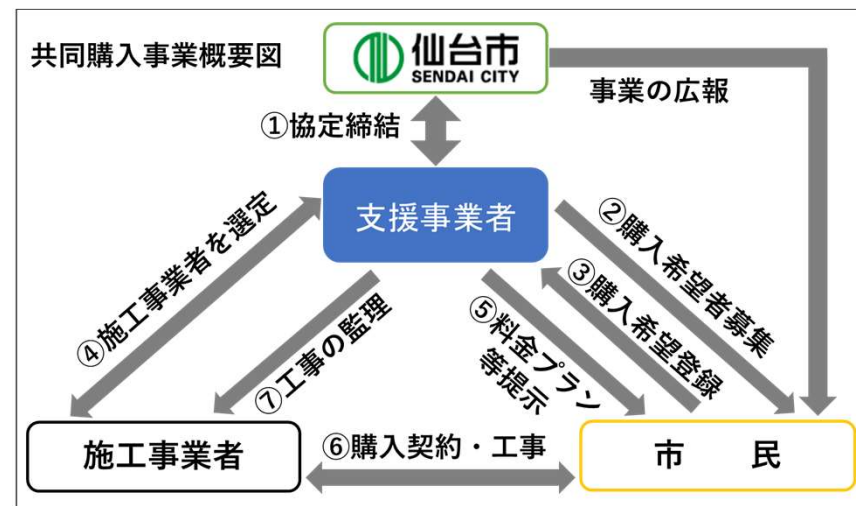 共同購入事業概要図
仙台市
SENDAI CITY
事業の広報
①協定締結
支援事業者
②購入希望者募集
③購入希望登録
④施工事業者を選定
⑤料金プラン
等提示
⑦工事の監理
施工事業者
⑥購入契約・工事
市　　民